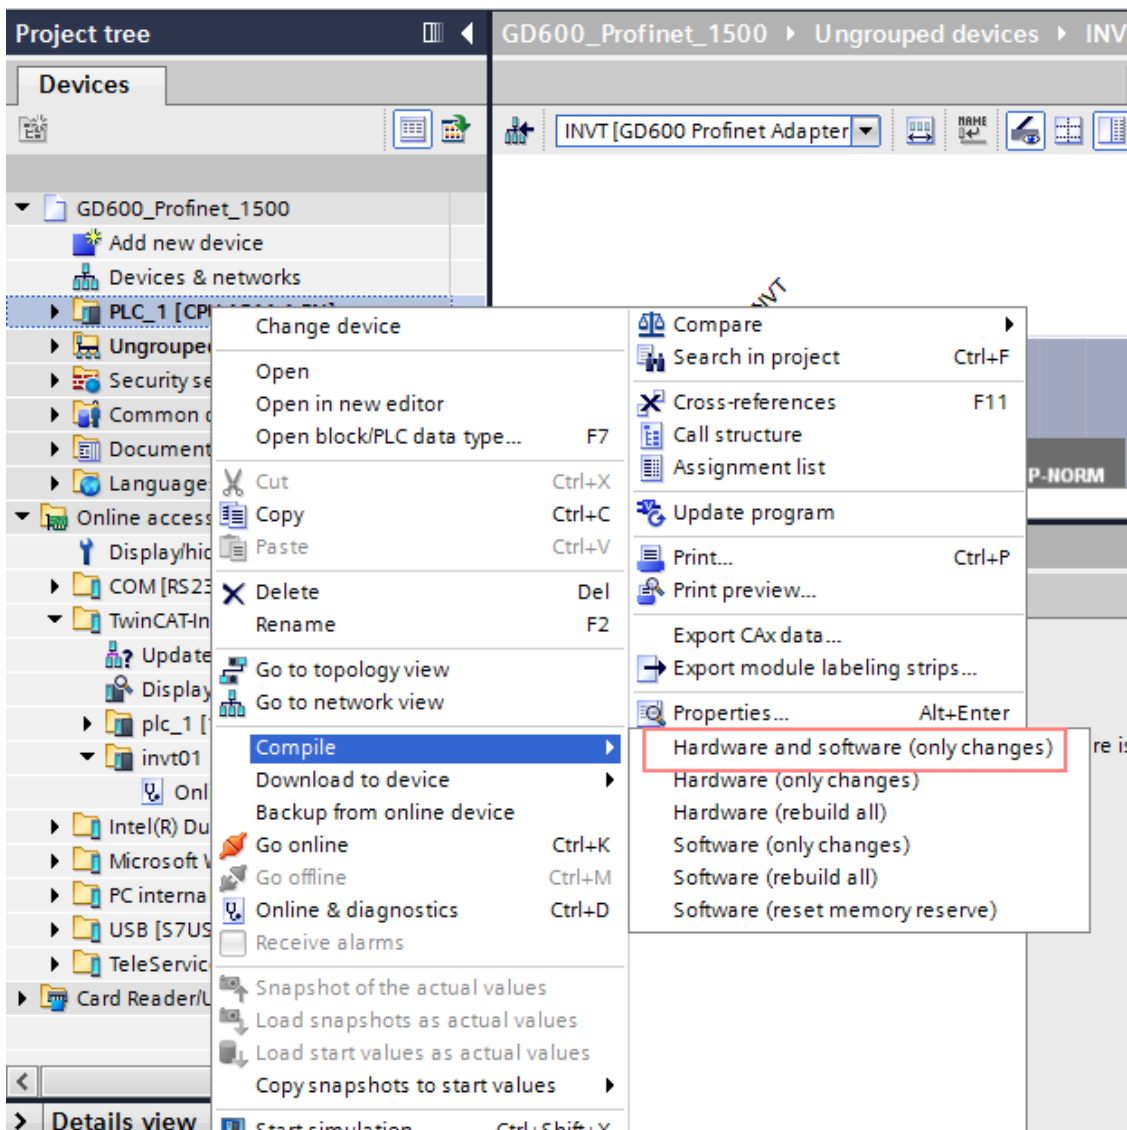 Project tree
GD600_Profinet_1500 Ungrouped devices INV
Devices
INVT [GD600 Profinet Adapter
NAME
GD600_Profinet_1500
Add new device
Devices & networks
INVT
PLC_1 [CP
Ungroupe
Security se
Common
Document
Language
Online access
Display/hid
COM [RS23
TwinCAT-In
Update
Display
plc_1 [
invt01
Onl
Intel(R) Du
Microsoft
PC interna
USB [S7US
TeleServic
Card Reader/U
Details view
Change device
Open
Open in new editor
Open block/PLC data type... F7
Cut Ctrl+X
Copy Ctrl+C
Paste Ctrl+V
Delete Del
Rename F2
Go to topology view
Go to network view
Compile
Download to device
Backup from online device
Go online Ctrl+K
Go offline Ctrl+M
Online & diagnostics Ctrl+D
Receive alarms
Snapshot of the actual values
Load snapshots as actual values
Load start values as actual values
Copy snapshots to start values
Start simulation Ctrl+Shift+X
Compare
Search in project Ctrl+F
Cross-references F11
Call structure
Assignment list
Update program
Print... Ctrl+P
Print preview...
Export CAx data...
Export module labeling strips...
Properties... Alt+Enter
Hardware and software (only changes)
Hardware (only changes)
Hardware (rebuild all)
Software (only changes)
Software (rebuild all)
Software (reset memory reserve)
P-NORM
re is